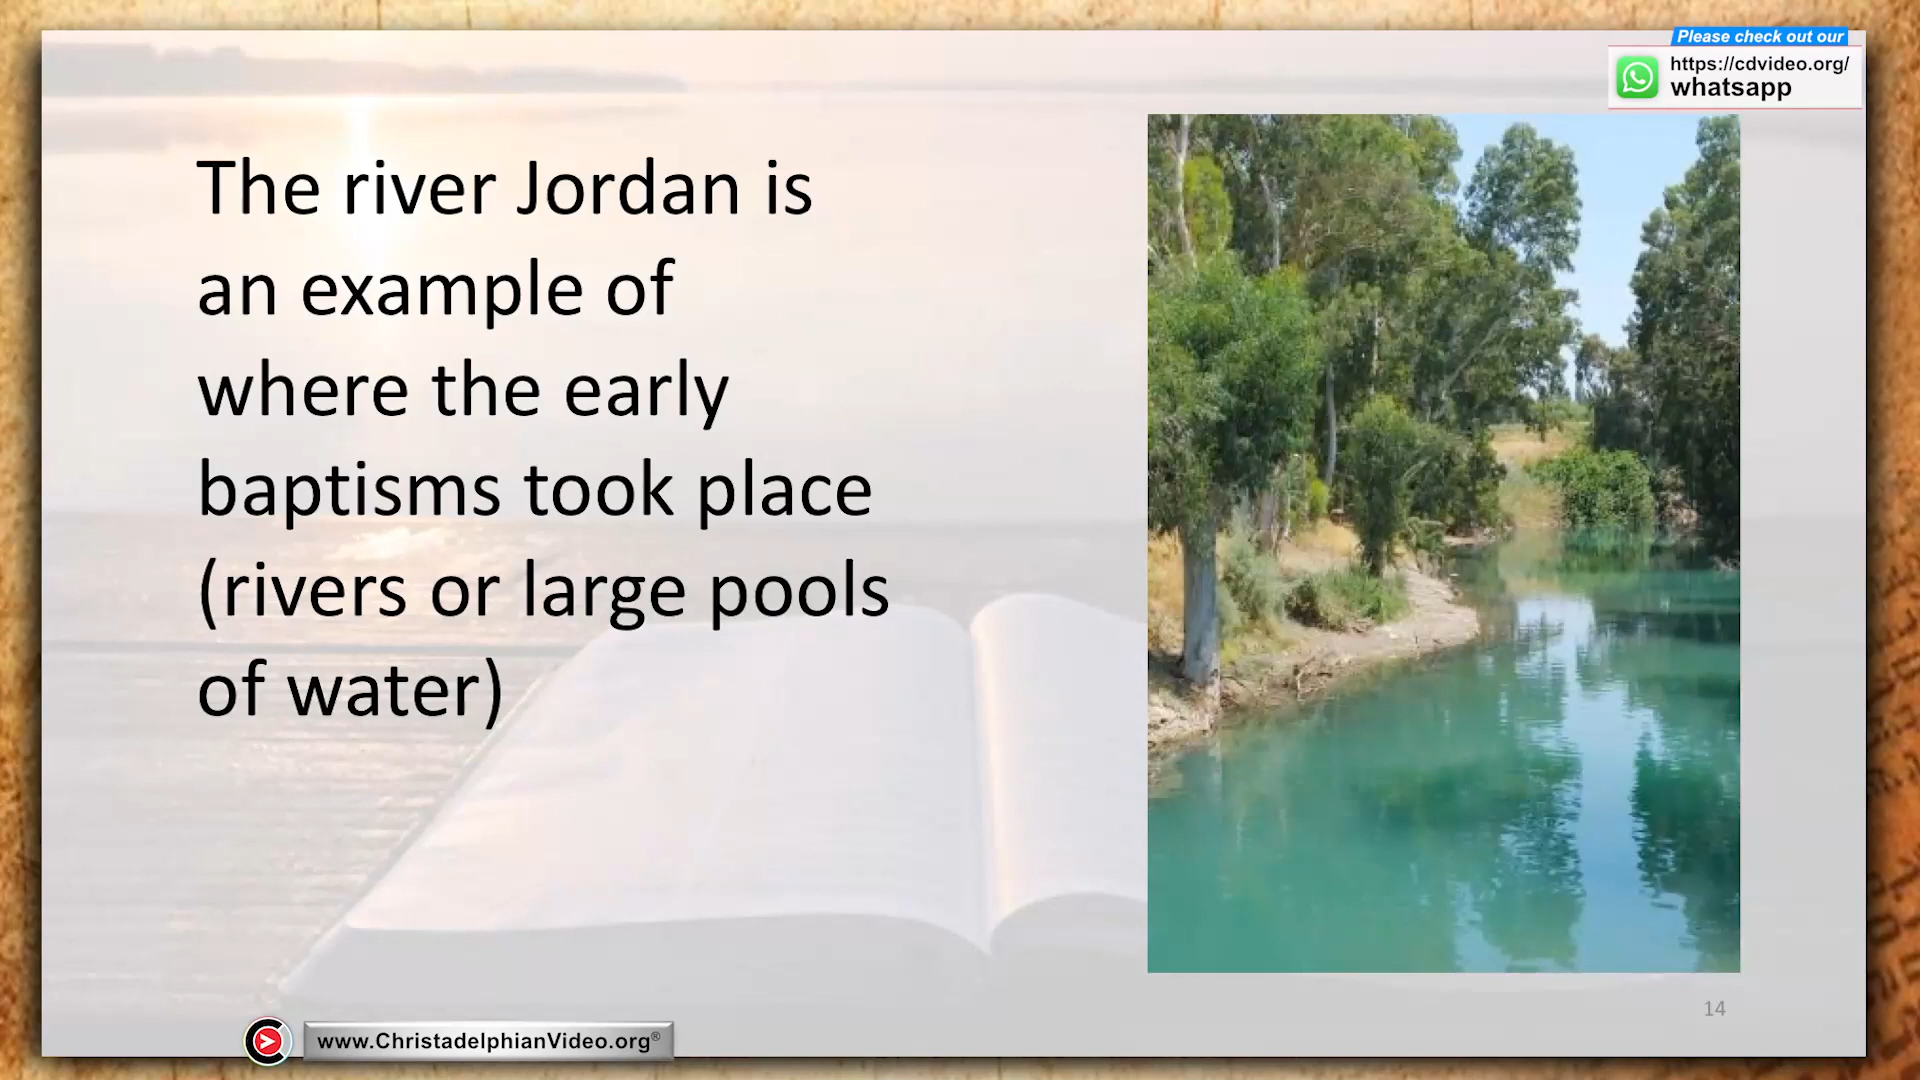 Please check out our
https://cdvideo.org/
whatsapp
The river Jordan is
an example of
where the early
baptisms took place
(rivers or large pools
of water)
14
www.ChristadelphianVideo.org®